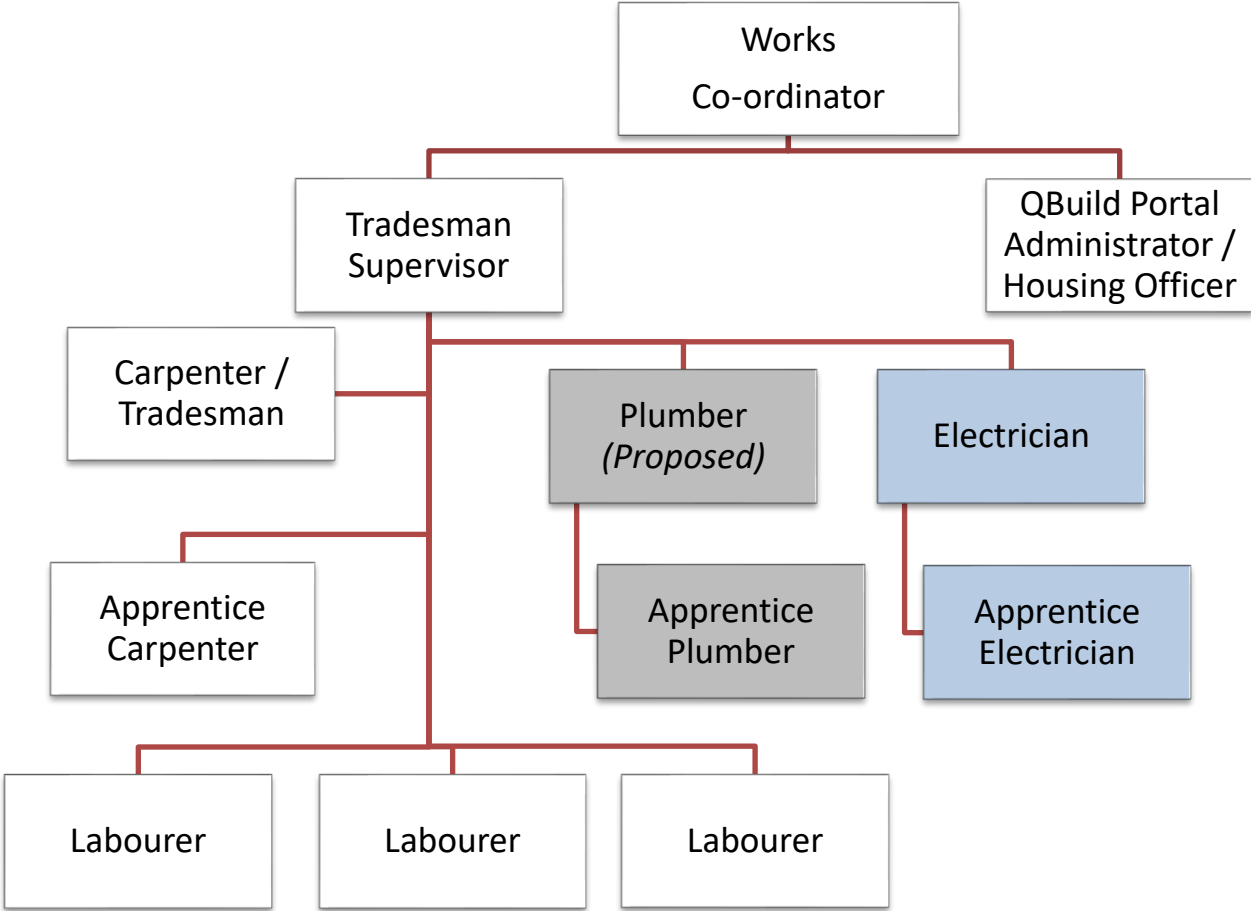 Works
Co-ordinator
Tradesman
Supervisor
QBuild Portal
Administrator /
Housing Officer
Carpenter /
Tradesman
Plumber
(Proposed)
Electrician
Apprentice
Carpenter
Apprentice
Plumber
Apprentice
Electrician
Labourer
Labourer
Labourer